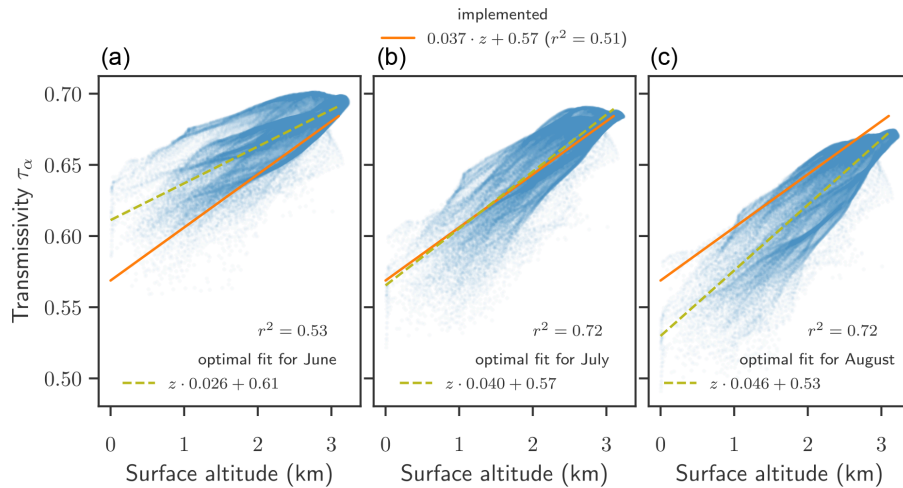 implemented
0.037 · z + 0.57 (r² = 0.51)
(a)
(b)
(c)
Transmissivity τα
0.70
0.65
0.60
0.55
0.50
r² = 0.53
optimal fit for June
z · 0.026 + 0.61
r² = 0.72
optimal fit for July
z · 0.040 + 0.57
r² = 0.72
optimal fit for August
z · 0.046 + 0.53
0 1 2 3
0 1 2 3
0 1 2 3
Surface altitude (km)
Surface altitude (km)
Surface altitude (km)